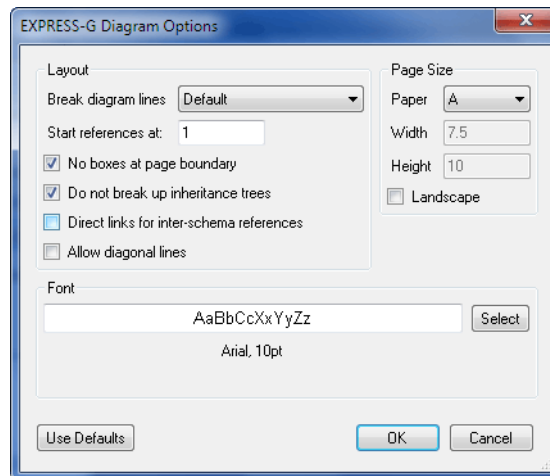 EXPRESS-G Diagram Options
Layout
Break diagram lines Default
Start references at: 1
No boxes at page boundary
Do not break up inheritance trees
Direct links for inter-schema references
Allow diagonal lines
Page Size
Paper A
Width 7.5
Height 10
Landscape
Font
AaBbCcXxYyZz Select
Arial, 10pt
Use Defaults OK Cancel